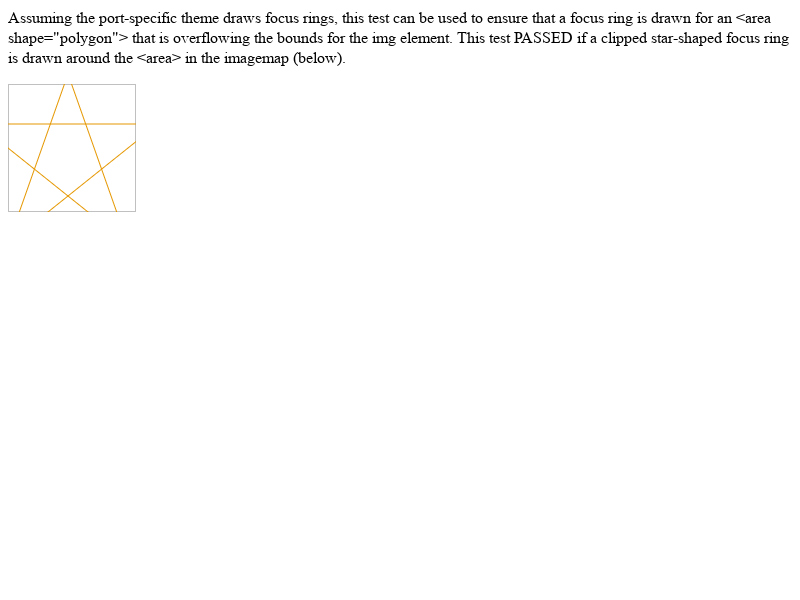 Assuming the port-specific theme draws focus rings, this test can be used to ensure that a focus ring is drawn for an <area
shape="polygon"> that is overflowing the bounds for the img element. This test PASSED if a clipped star-shaped focus ring
is drawn around the <area> in the imagemap (below).